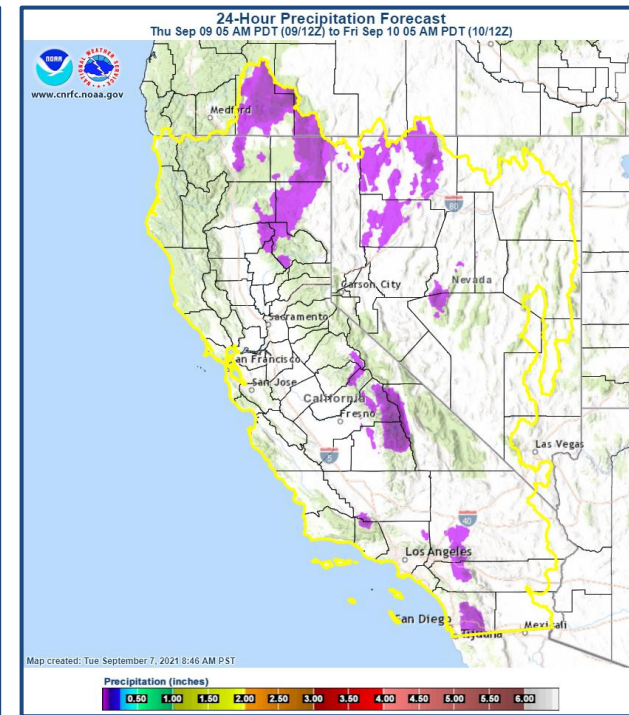 24-Hour Precipitation Forecast
Thu Sep 09 05 AM PDT (09/12Z) to Fri Sep 10 05 AM PDT (10/12Z)
NOAA
www.cnrfc.noaa.gov
Medford
80
Carson City
Nevada
Sacramento
San Francisco
San Jose
California
Fresno
5
Las Vegas
40
Los Angeles
San Diego
Tijuana
Mexicali
Map created: Tue September 7, 2021 8:46 AM PST
Precipitation (inches)
0.50 1.00 1.50 2.00 2.50 3.00 3.50 4.00 4.50 5.00 5.50 6.00